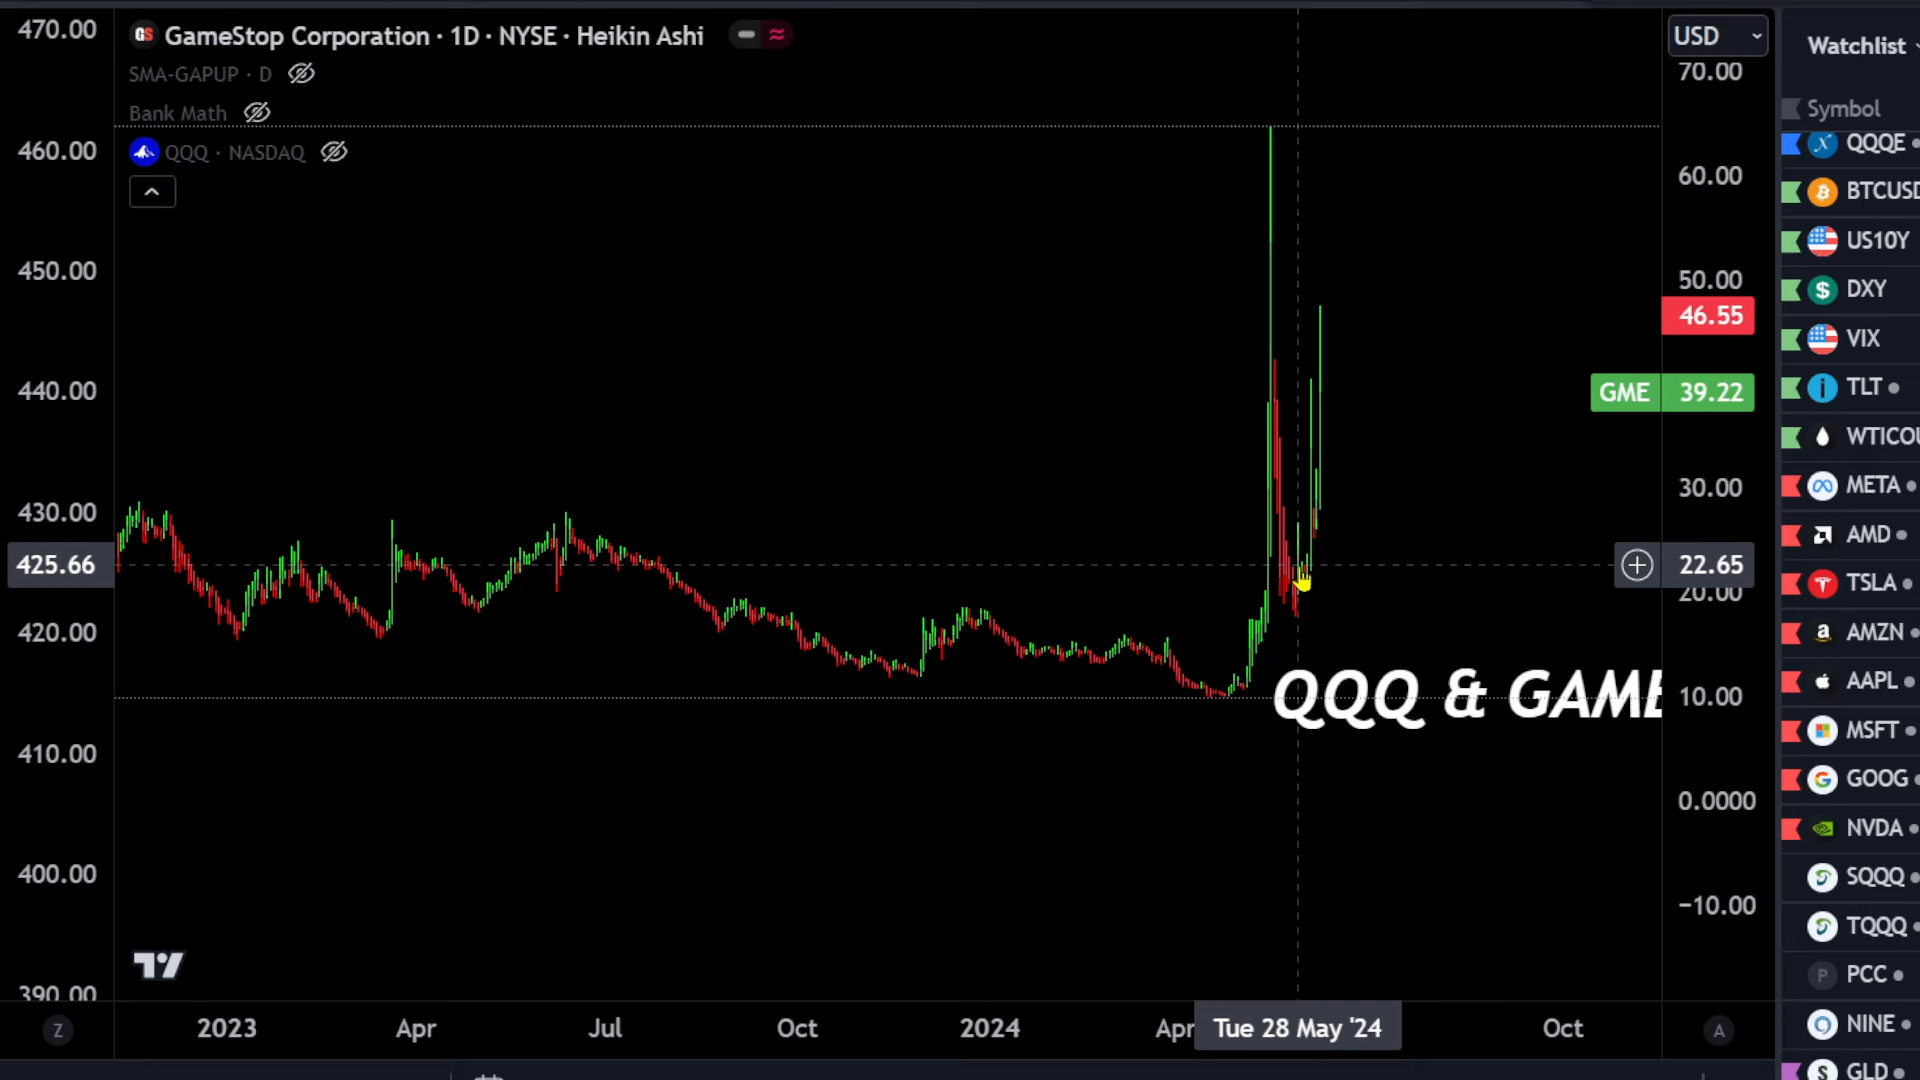 GameStop Corporation · 1D · NYSE · Heikin Ashi
SMA-GAPUP · D
Bank Math
QQQ · NASDAQ
470.00
460.00
450.00
440.00
430.00
425.66
420.00
410.00
400.00
390.00
USD
70.00
60.00
50.00
46.55
GME 39.22
30.00
22.65
20.00
10.00
0.0000
−10.00
QQQ & GAME
Z
2023
Apr
Jul
Oct
2024
Apr
Tue 28 May '24
Oct
A
Watchlist
Symbol
QQQE
BTCUSD
US10Y
DXY
VIX
TLT
WTICOU
META
AMD
TSLA
AMZN
AAPL
MSFT
GOOG
NVDA
SQQQ
TQQQ
P PCC
NINE
GLD